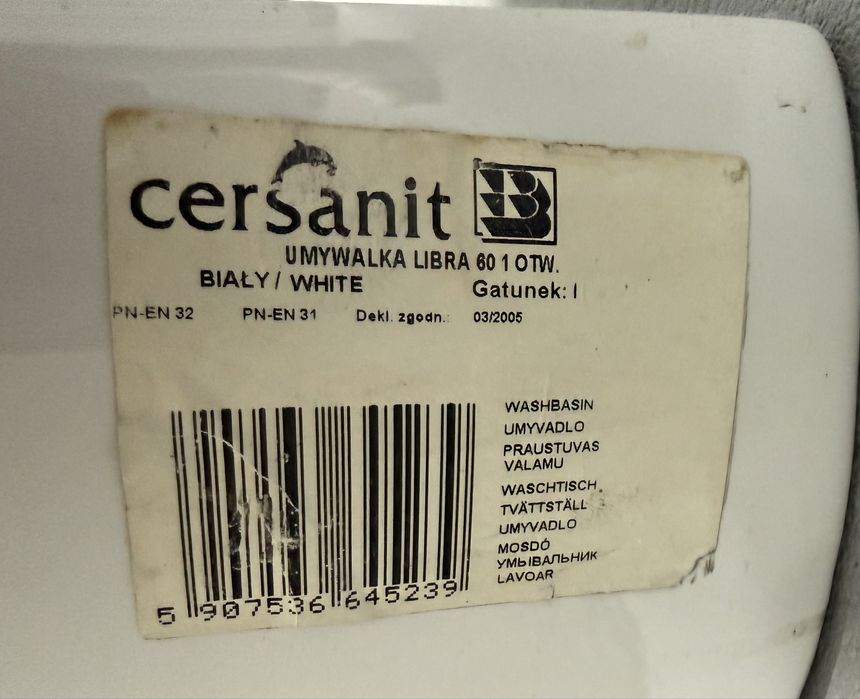 cersanit
UMYWALKA LIBRA 60 1 OTW.
BIAŁY / WHITE Gatunek: I
PN-EN 32 PN-EN 31 Dekl. zgodn.: 03/2005
WASHBASIN
UMYVADLO
PRAUSTUVAS
VALAMU
WASCHTISCH
TVÄTTSTÄLL
UMYVADLO
MOSDÓ
УМЫВАЛЬНИК
LAVOAR
5 907536 645239